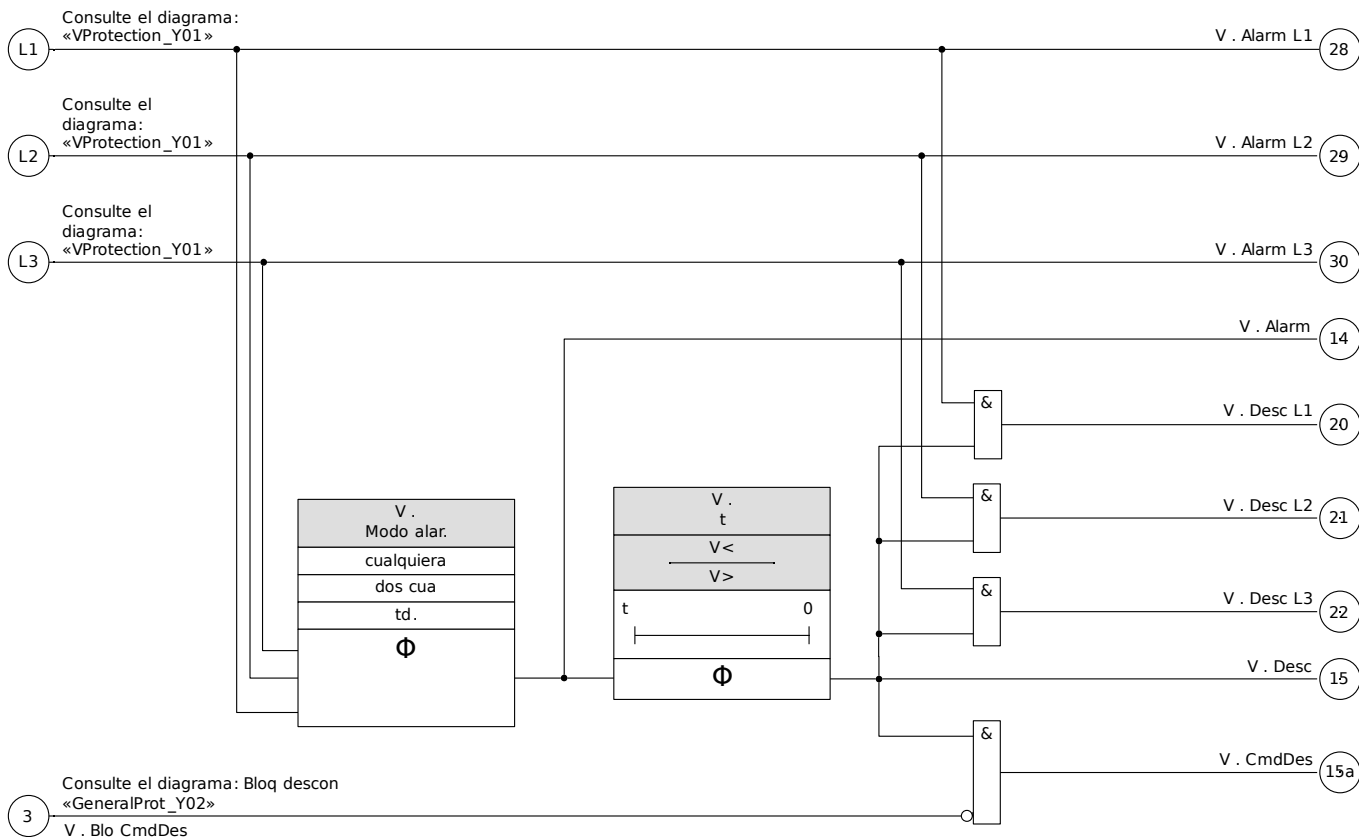 Consulte el diagrama:
«VProtection_Y01»
L1
V . Alarm L1
28
Consulte el
diagrama:
«VProtection_Y01»
L2
V . Alarm L2
29
Consulte el
diagrama:
«VProtection_Y01»
L3
V . Alarm L3
30
V . Alarm
14
&
V . Desc L1
20
V .
Modo alar.
cualquiera
dos cua
td.
Φ
V .
t
V<
V>
t 0
Φ
&
V . Desc L2
21
&
V . Desc L3
22
V . Desc
15
&
V . CmdDes
15a
Consulte el diagrama: Bloq descon
«GeneralProt_Y02»
3
V . Blo CmdDes